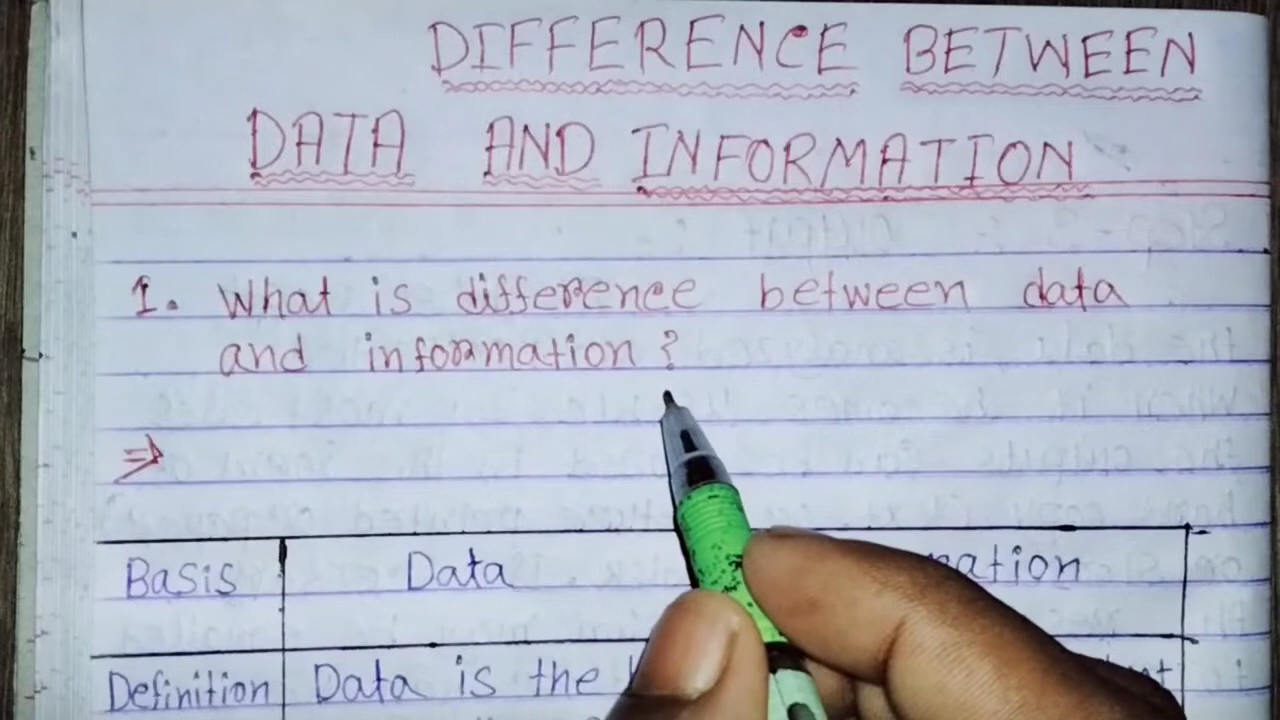 DIFFERENCE BETWEEN
DATA AND INFORMATION
1. What is difference between data
and information?
⇒
Basis Data
Definition Data is the